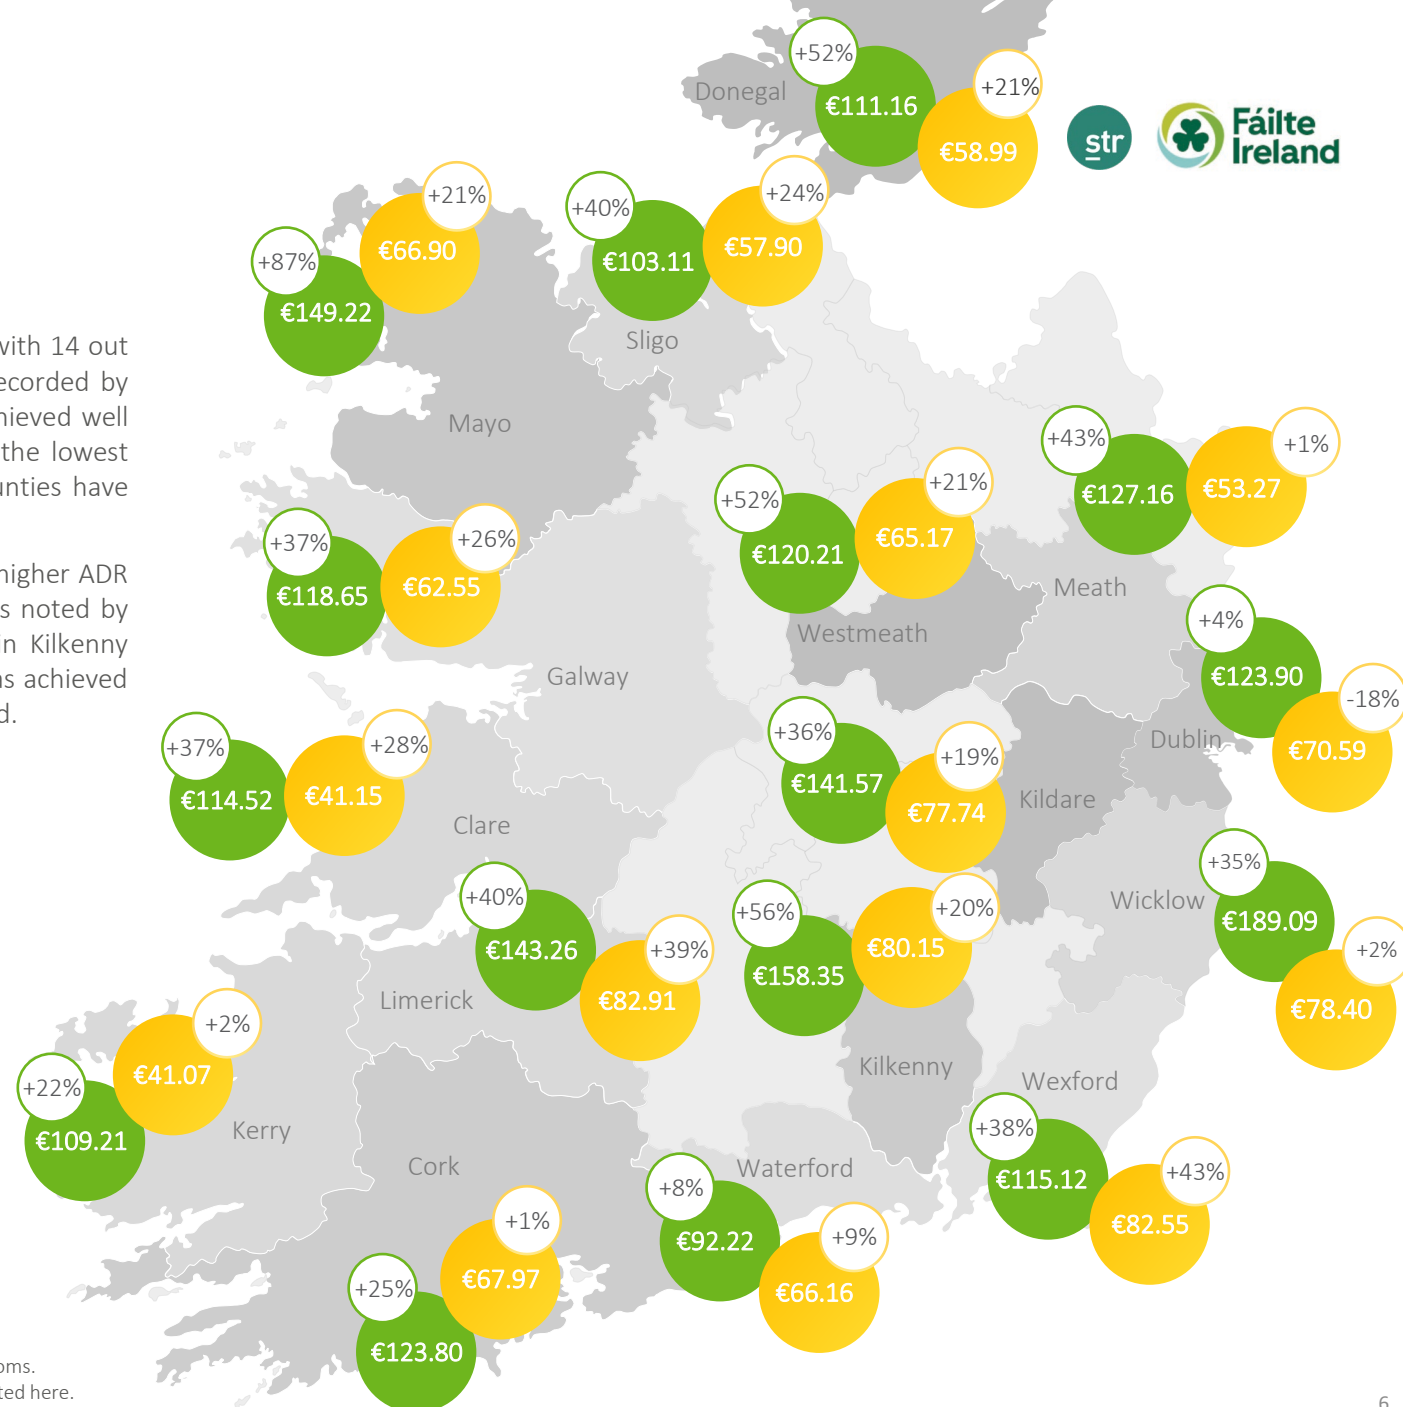 +52%
Donegal
€111.16
+21%
€58.99
str
Fáilte
Ireland
+21%
€66.90
+87%
€149.22
+40%
€103.11
+24%
€57.90
Sligo
Mayo
with 14 out
ecorded by
hieved well
the lowest
unties have
higher ADR
s noted by
in Kilkenny
as achieved
d.
+43%
€127.16
+1%
€53.27
Meath
+52%
€120.21
+21%
€65.17
Westmeath
+37%
€118.65
+26%
€62.55
Galway
+4%
€123.90
-18%
€70.59
Dublin
+37%
€114.52
+28%
€41.15
Clare
+36%
€141.57
+19%
€77.74
Kildare
+35%
€189.09
+2%
€78.40
Wicklow
+40%
€143.26
+39%
€82.91
Limerick
+56%
€158.35
+20%
€80.15
Kilkenny
+22%
€109.21
+2%
€41.07
Kerry
Wexford
+38%
€115.12
+43%
€82.55
Cork
+25%
€123.80
+1%
€67.97
Waterford
+8%
€92.22
+9%
€66.16
oms.
ted here.
6